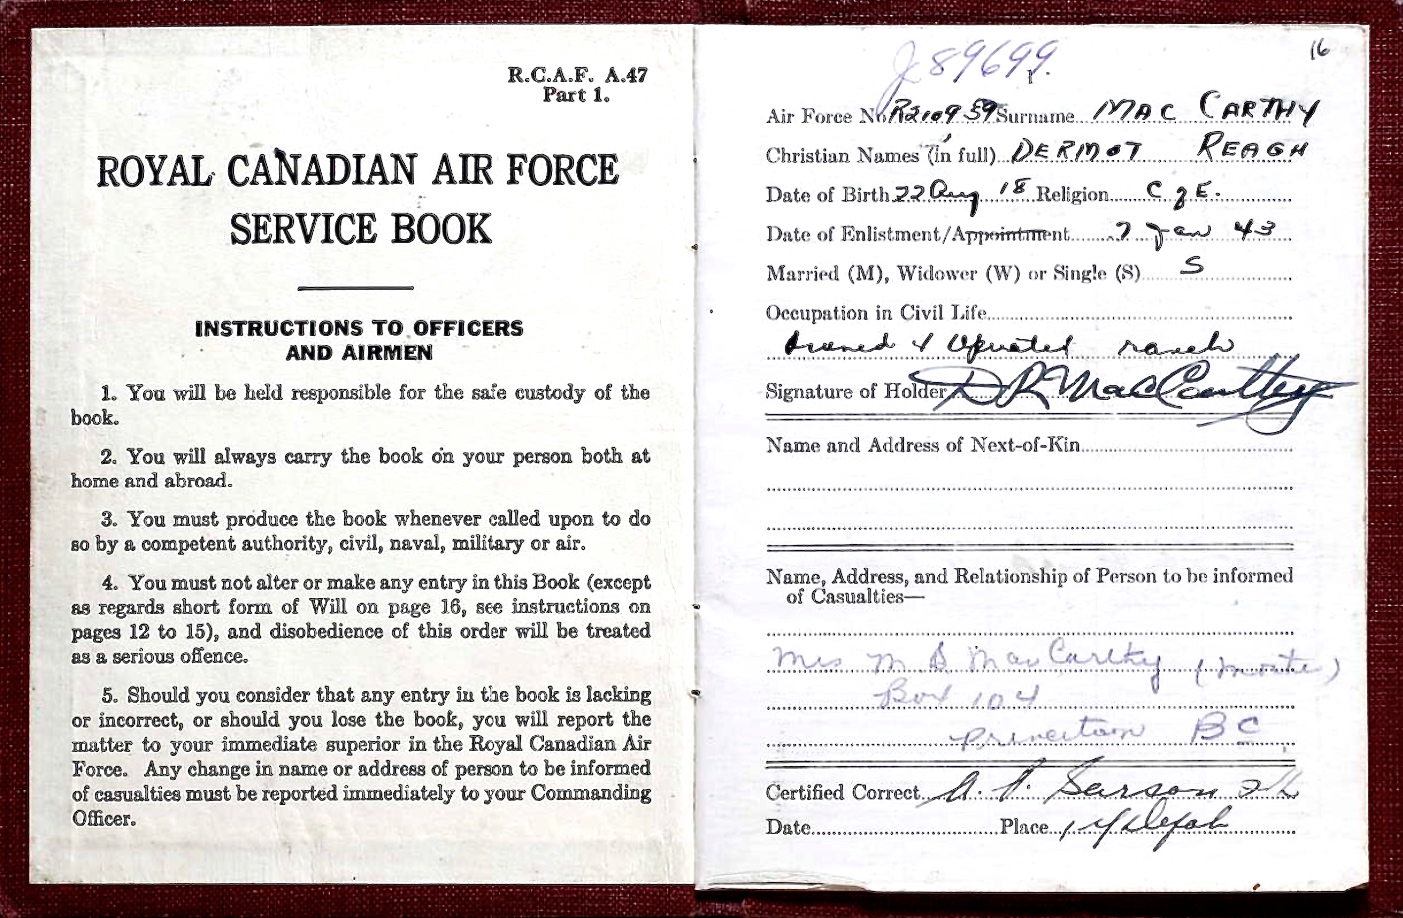 R.C.A.F. A.47
Part 1.
ROYAL CANADIAN AIR FORCE
SERVICE BOOK
INSTRUCTIONS TO OFFICERS
AND AIRMEN
1. You will be held responsible for the safe custody of the
book.
2. You will always carry the book on your person both at
home and abroad.
3. You must produce the book whenever called upon to do
so by a competent authority, civil, naval, military or air.
4. You must not alter or make any entry in this Book (except
as regards short form of Will on page 16, see instructions on
pages 12 to 15), and disobedience of this order will be treated
as a serious offence.
5. Should you consider that any entry in the book is lacking
or incorrect, or should you lose the book, you will report the
matter to your immediate superior in the Royal Canadian Air
Force. Any change in name or address of person to be informed
of casualties must be reported immediately to your Commanding
Officer.
16
J89699.
1
Air Force No. R210959 Surname MAC CARTHY
Christian Names (in full) DERMOT REAGH
Date of Birth 22 Aug 18 Religion C of E.
Date of Enlistment/Appointment 7 Jan 43
Married (M), Widower (W) or Single (S) S
Occupation in Civil Life
& operated ranch
Signature of Holder D R MacCarthy
Name and Address of Next-of-Kin
Name, Address, and Relationship of Person to be informed
of Casualties—
Mrs M MacCarthy
Box 104
Princeton BC
Certified Correct
Date Place